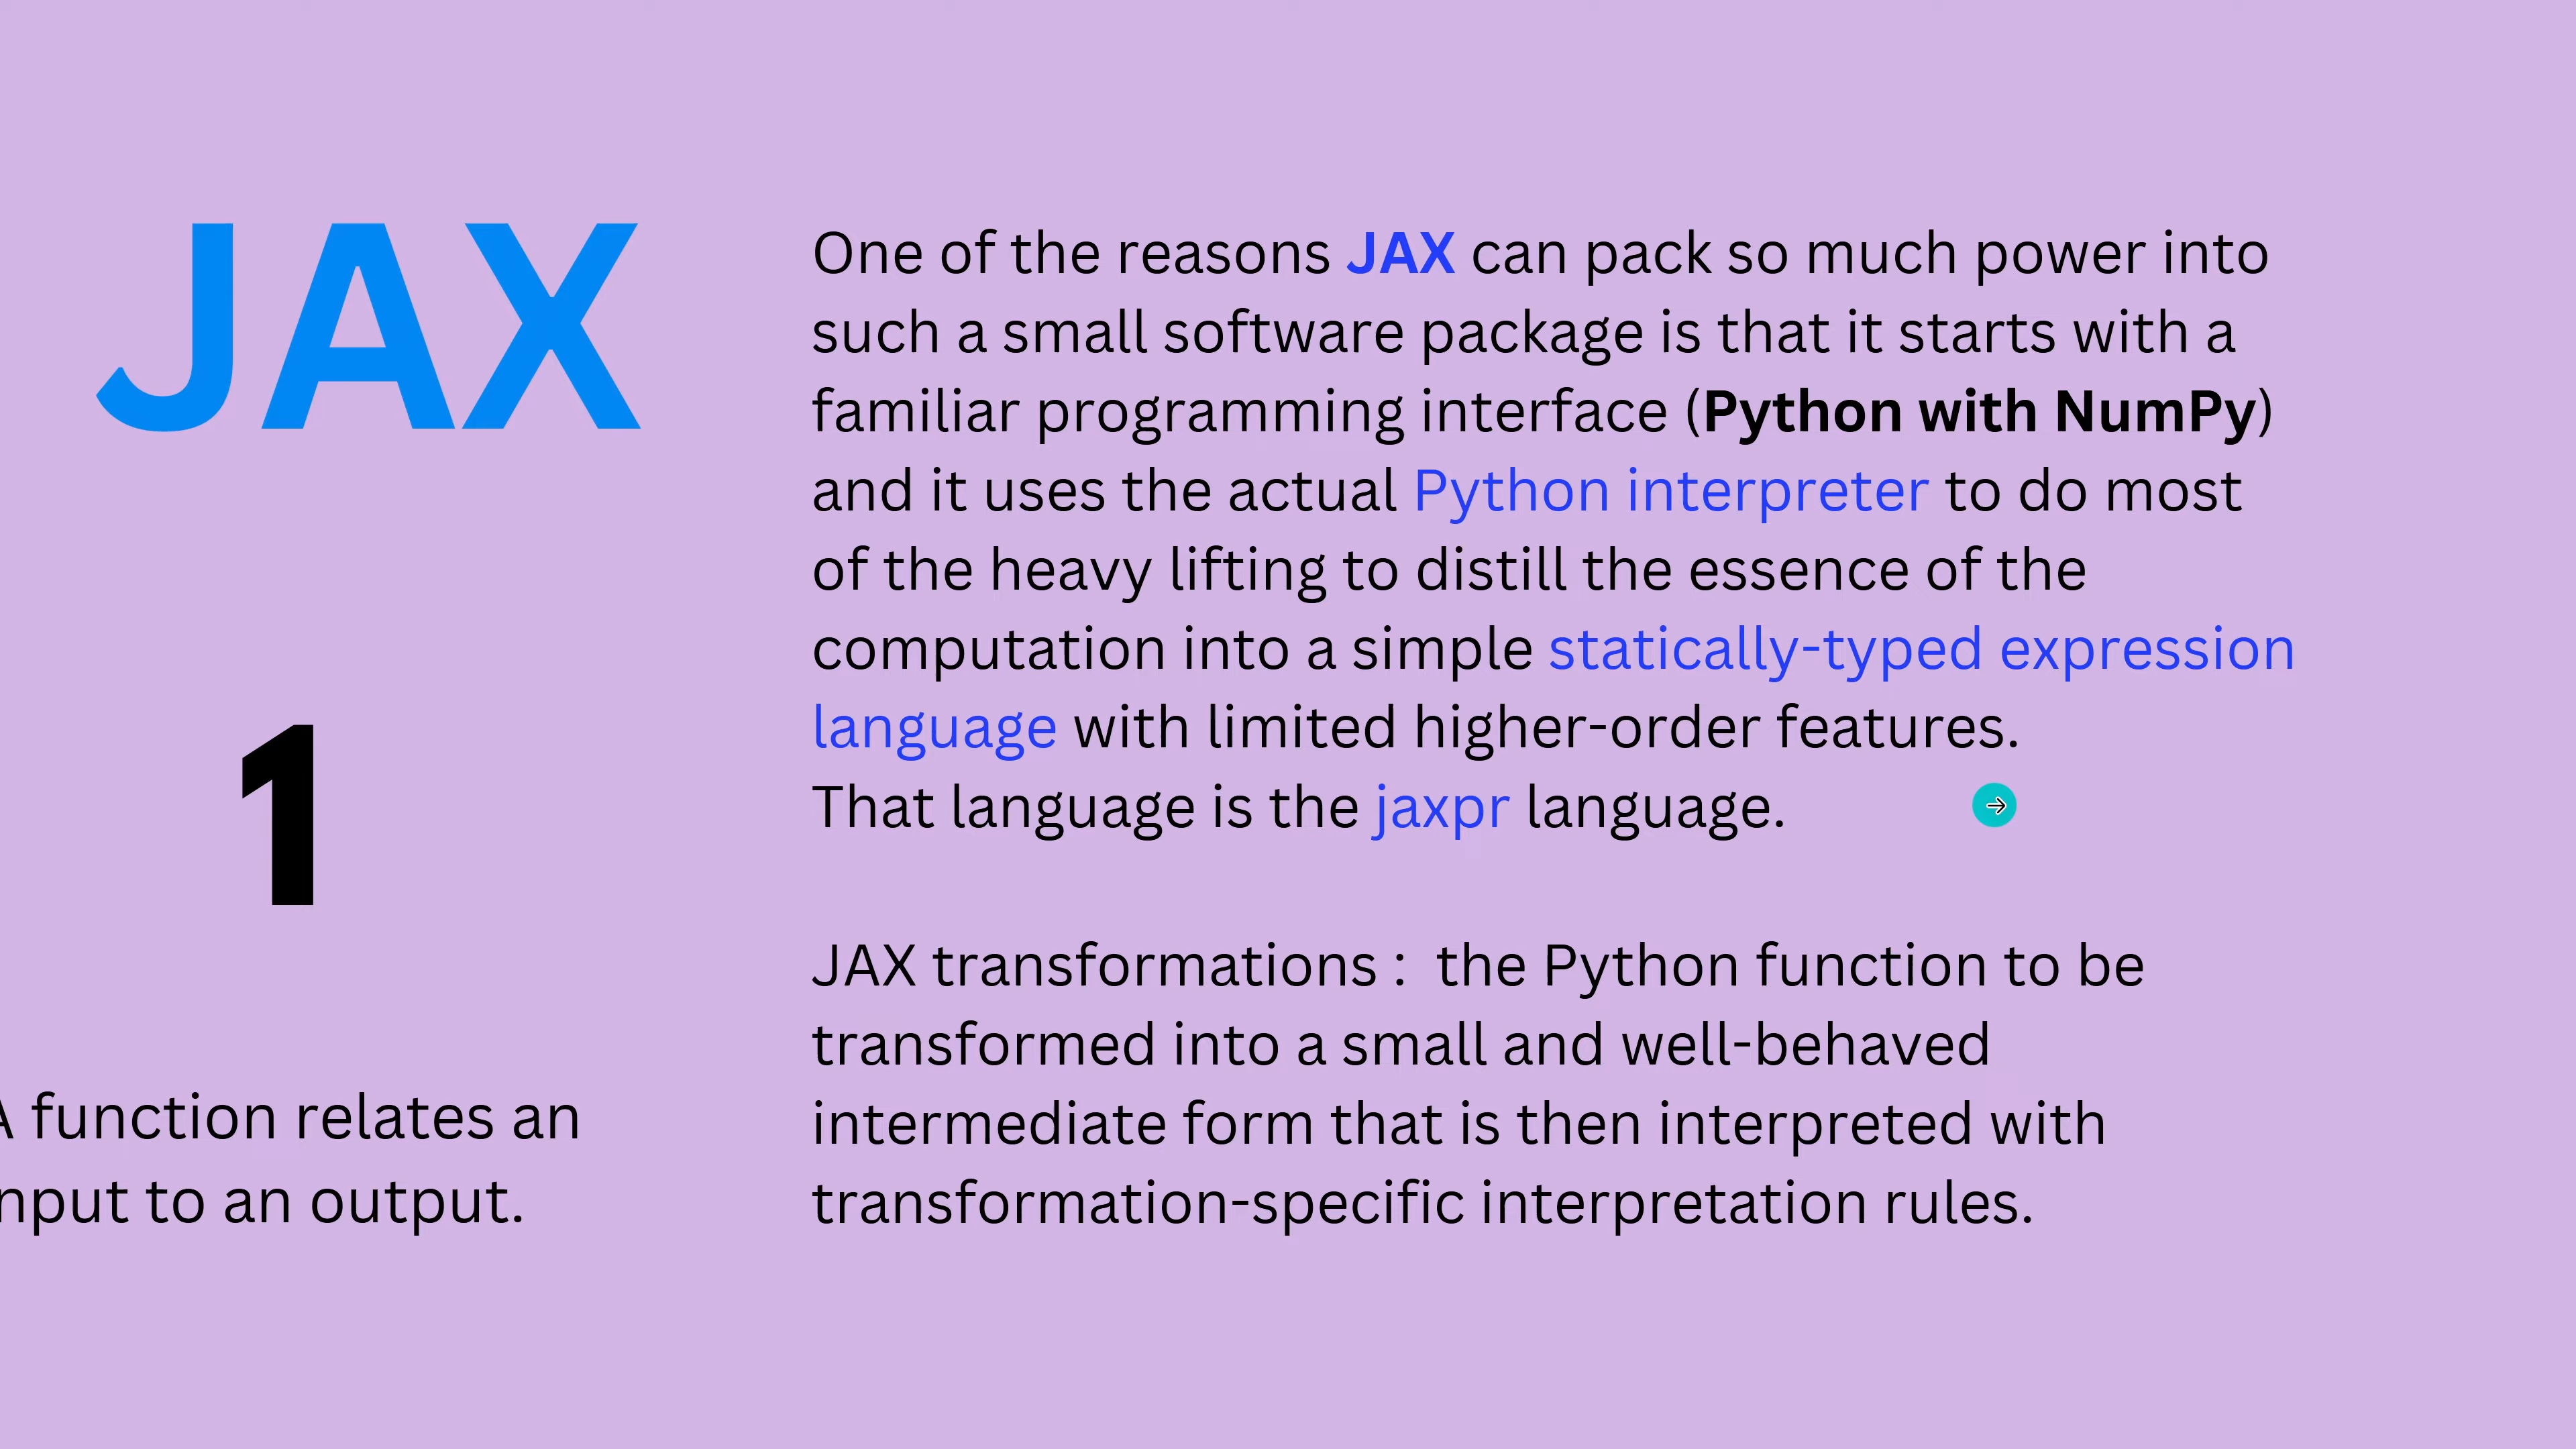 JAX
1
A function relates an
nput to an output.
One of the reasons JAX can pack so much power into
such a small software package is that it starts with a
familiar programming interface (Python with NumPy)
and it uses the actual Python interpreter to do most
of the heavy lifting to distill the essence of the
computation into a simple statically-typed expression
language with limited higher-order features.
That language is the jaxpr language.
JAX transformations :  the Python function to be
transformed into a small and well-behaved
intermediate form that is then interpreted with
transformation-specific interpretation rules.